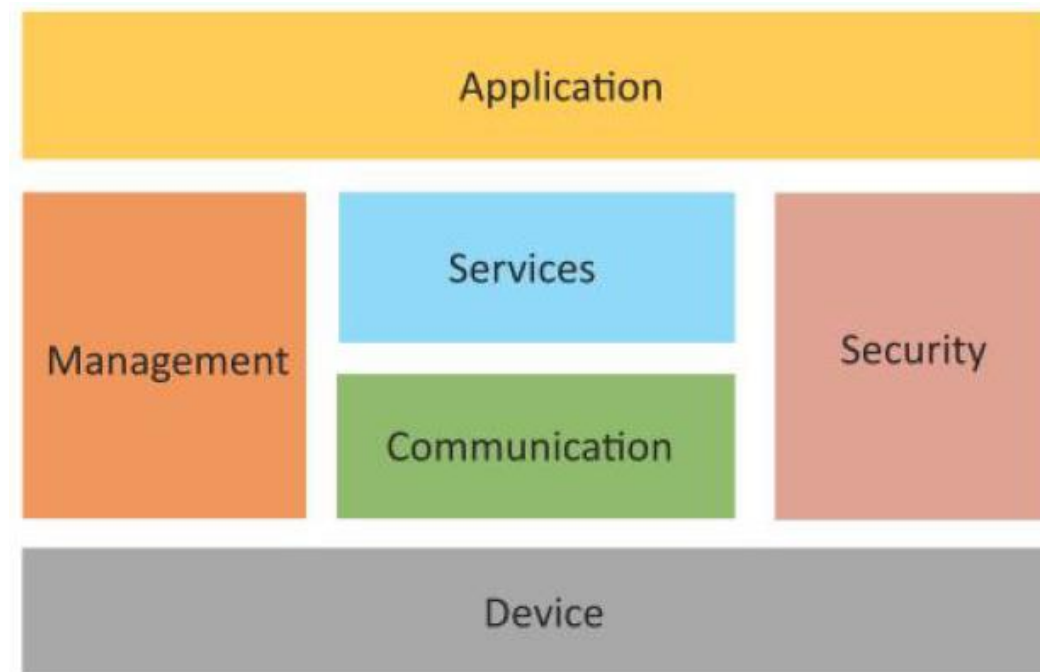 Application
Services
Management
Security
Communication
Device